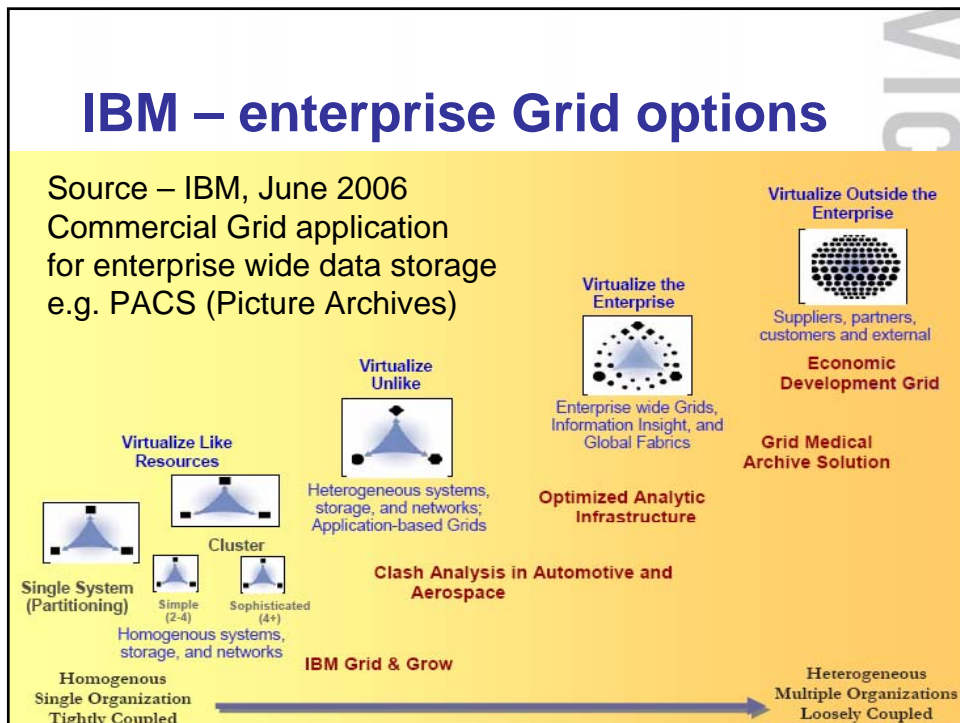 VIC
IBM – enterprise Grid options
Source – IBM, June 2006
Commercial Grid application
for enterprise wide data storage
e.g. PACS (Picture Archives)
Virtualize Outside the
Enterprise
Suppliers, partners,
customers and external
Economic
Development Grid
Virtualize the
Enterprise
Enterprise wide Grids,
Information Insight, and
Global Fabrics
Grid Medical
Archive Solution
Virtualize
Unlike
Heterogeneous systems,
storage, and networks;
Application-based Grids
Optimized Analytic
Infrastructure
Virtualize Like
Resources
Cluster
Single System
(Partitioning)
Simple
(2-4)
Sophisticated
(4+)
Homogenous systems,
storage, and networks
Clash Analysis in Automotive and
Aerospace
IBM Grid & Grow
Homogenous
Single Organization
Tightly Coupled
Heterogeneous
Multiple Organizations
Loosely Coupled